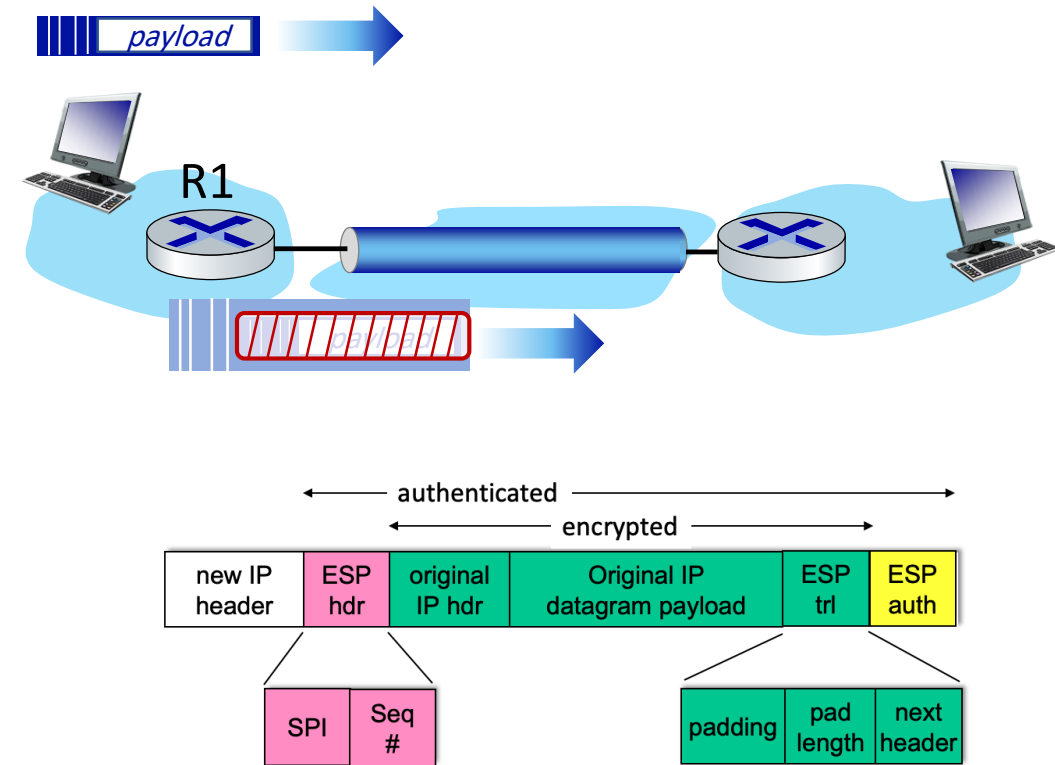 payload
R1
payload
authenticated
encrypted
new IP
header
ESP
hdr
original
IP hdr
Original IP
datagram payload
ESP
trl
ESP
auth
SPI
Seq
#
padding
pad
length
next
header